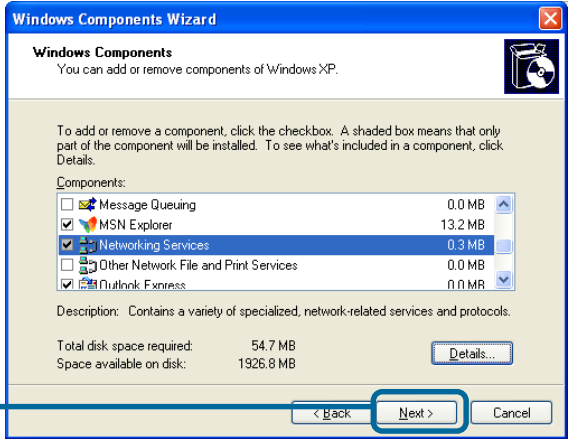 Windows Components Wizard
Windows Components
You can add or remove components of Windows XP.
To add or remove a component, click the checkbox. A shaded box means that only
part of the component will be installed. To see what's included in a component, click
Details.
Components:
Message Queuing 0.0 MB
MSN Explorer 13.2 MB
Networking Services 0.3 MB
Other Network File and Print Services 0.0 MB
Outlook Express 0.0 MB
Description: Contains a variety of specialized, network-related services and protocols.
Total disk space required: 54.7 MB
Space available on disk: 1926.8 MB
Details...
< Back Next > Cancel